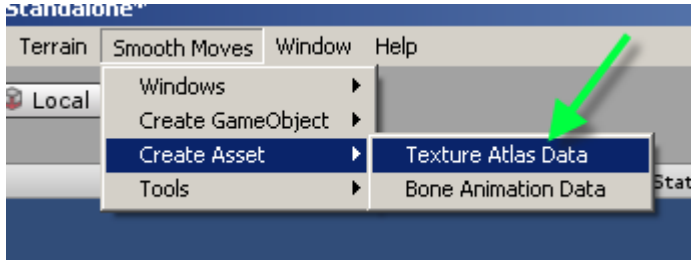 Standalone*
Terrain Smooth Moves Window Help
Local
Windows
Create GameObject
Create Asset
Texture Atlas Data
Tools
Bone Animation Data
Stat